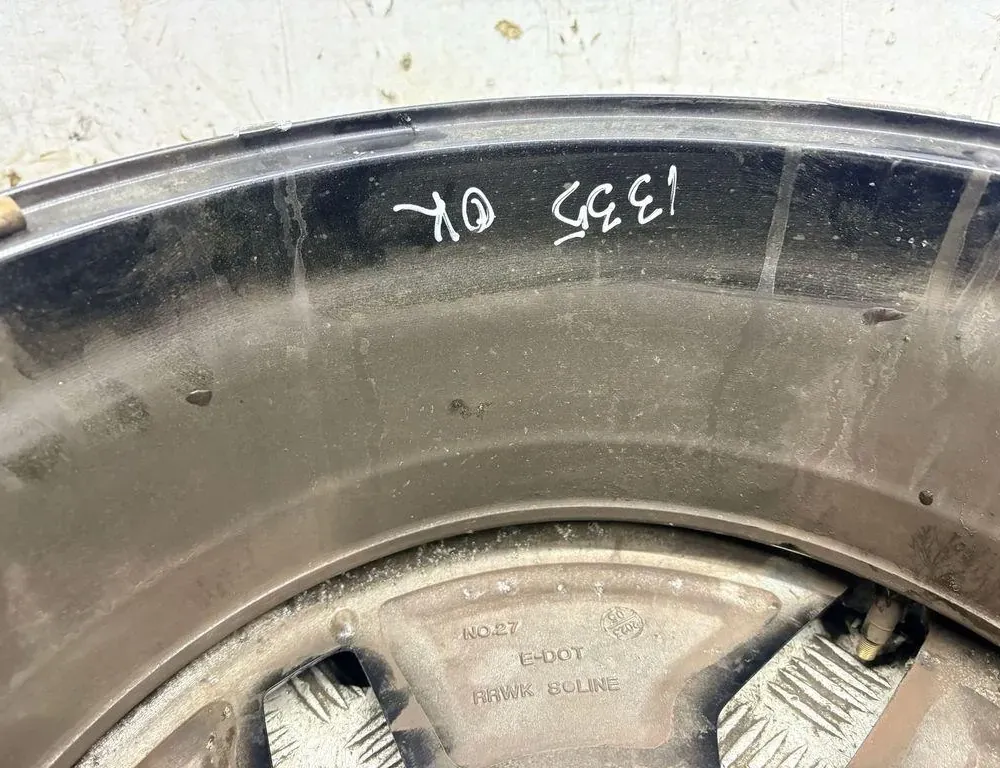 1335 OK
NO.27
E-DOT
RRWK SOLINE